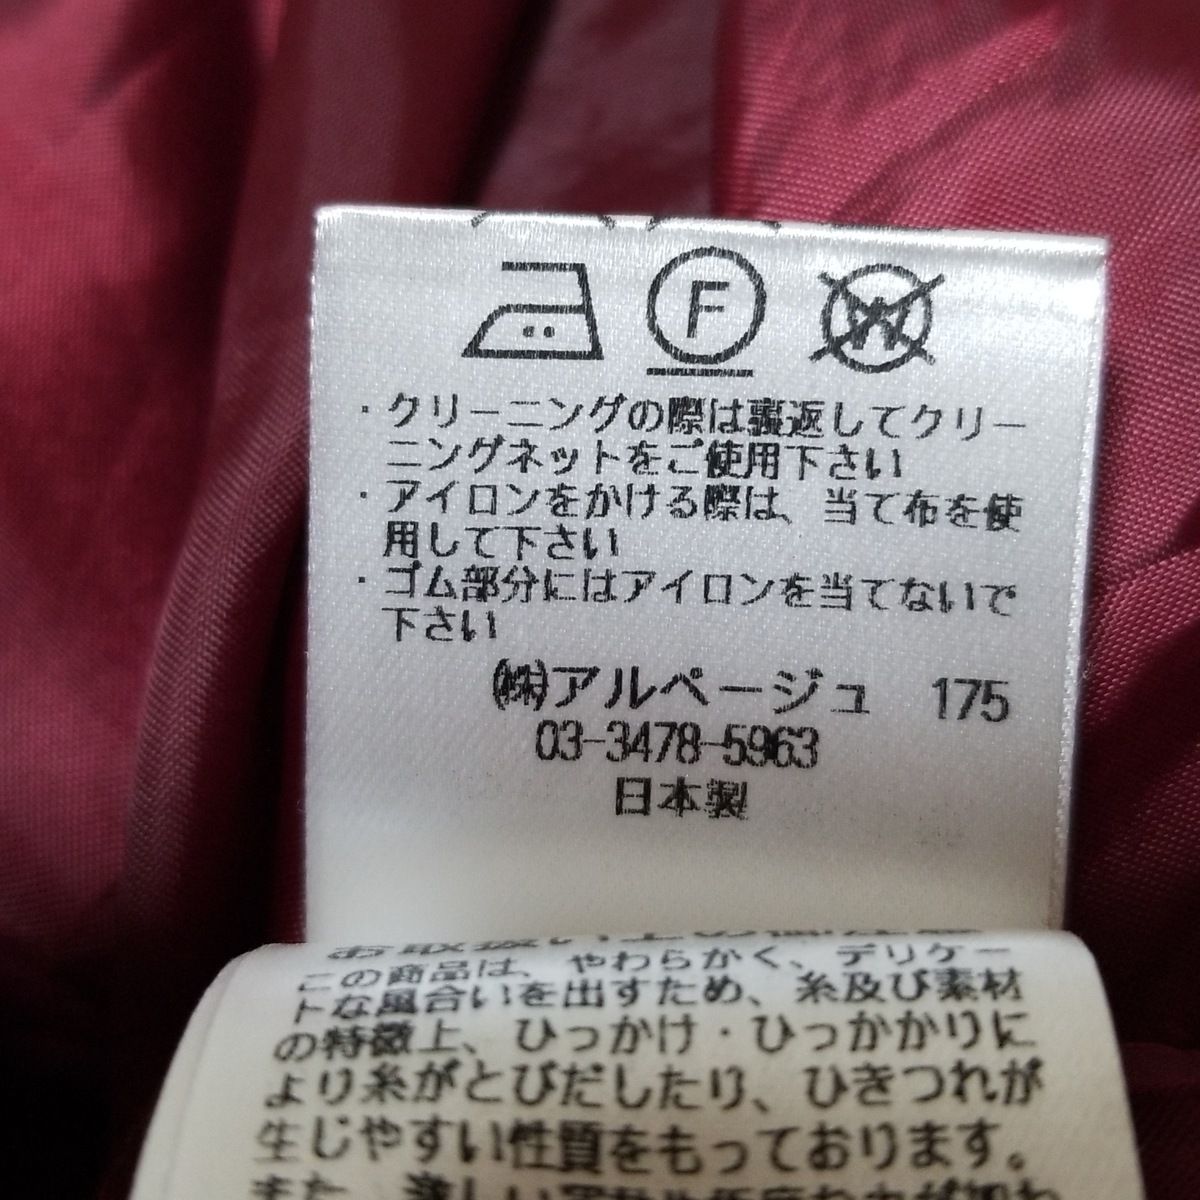 F
W
・クリーニングの際は裏返してクリー
ニングネットをご使用下さい
・アイロンをかける際は、当て布を使
用して下さい
・ゴム部分にはアイロンを当てないで
下さい
㈱アルページュ 175
03-3478-5963
日本製
この商品は、やわらかく、デリケー
トな風合いを出すため、糸及び素材
の特徴上、ひっかけ・ひっかかりに
より糸がとびだしたり、ひきつれが
生じやすい性質をもっております。
また、激しい